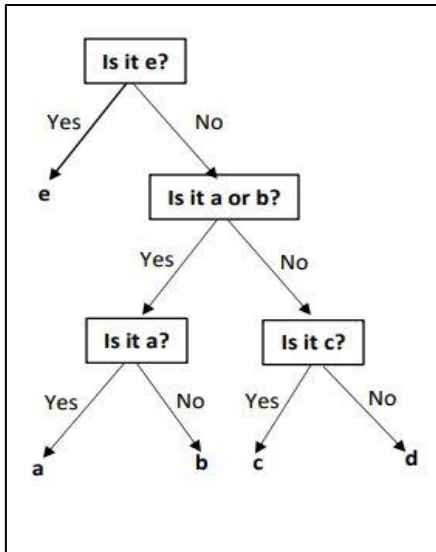 Is it e?
Yes No
e
Is it a or b?
Yes No
Is it a? Is it c?
Yes No Yes No
a b c d